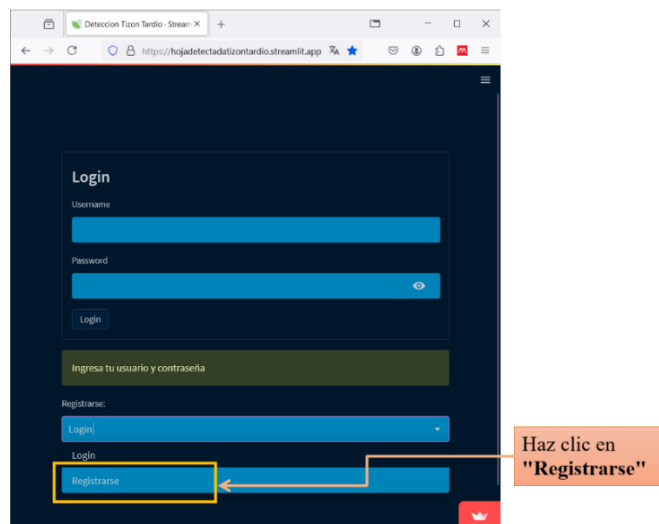 Deteccion Tizon Tardio · Stream
https://hojadetectadatizontardio.streamlit.app
Login
Username
Password
Login
Ingresa tu usuario y contraseña
Registrarse:
Login
Login
Registrarse
Haz clic en
"Registrarse"